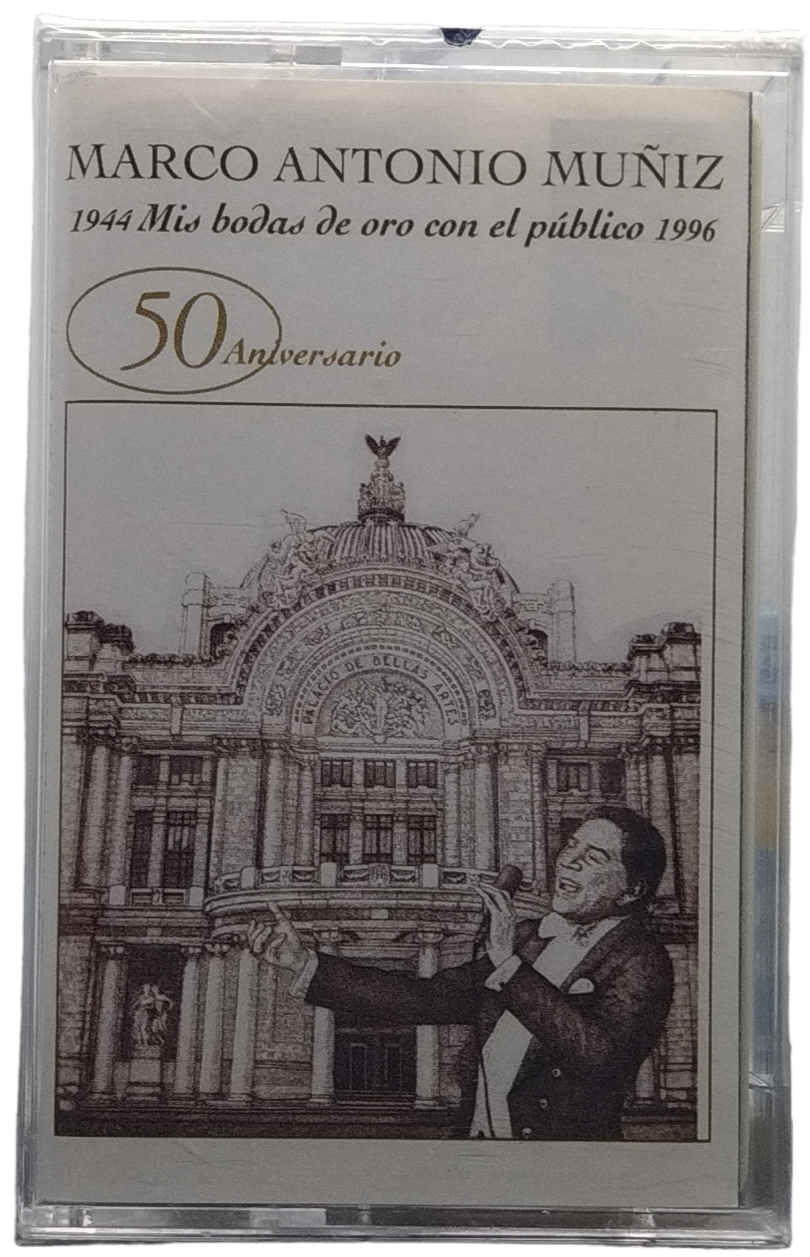 MARCO ANTONIO MUÑIZ
1944 Mis bodas de oro con el público 1996
50 Aniversario
PALACIO DE BELLAS ARTES